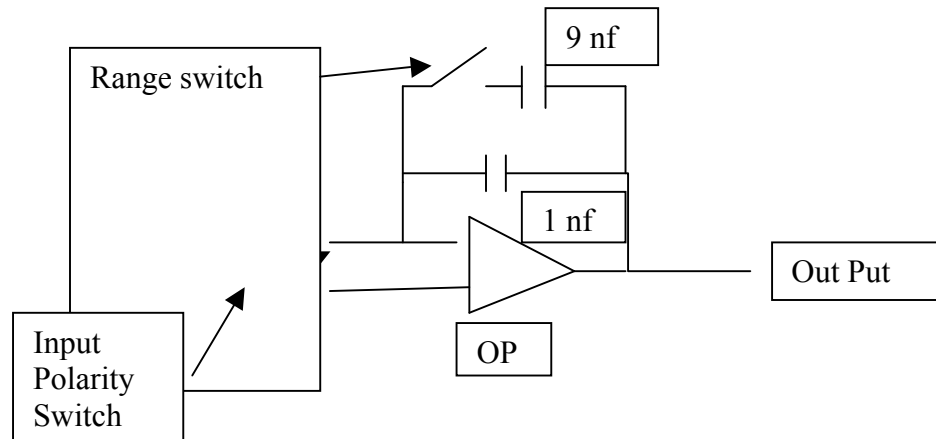 9 nf
Range switch
1 nf
Out Put
Input
Polarity
Switch
OP